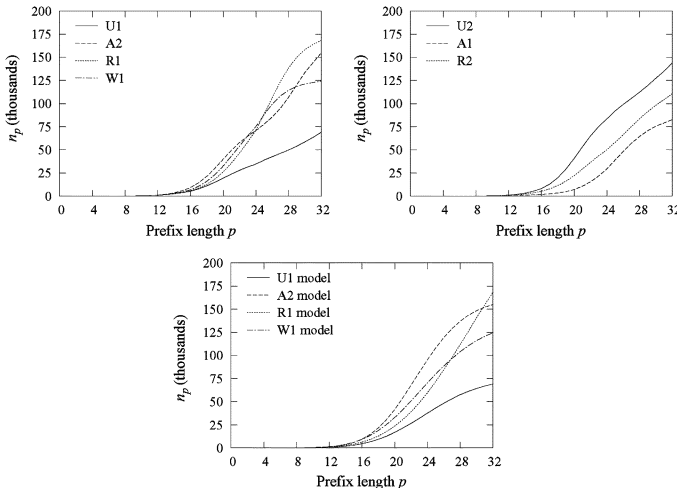 200
175
150
125
100
75
50
25
0
n_p (thousands)
U1
A2
R1
W1
0 4 8 12 16 20 24 28 32
Prefix length p
200
175
150
125
100
75
50
25
0
n_p (thousands)
U2
A1
R2
0 4 8 12 16 20 24 28 32
Prefix length p
200
175
150
125
100
75
50
25
0
n_p (thousands)
U1 model
A2 model
R1 model
W1 model
0 4 8 12 16 20 24 28 32
Prefix length p